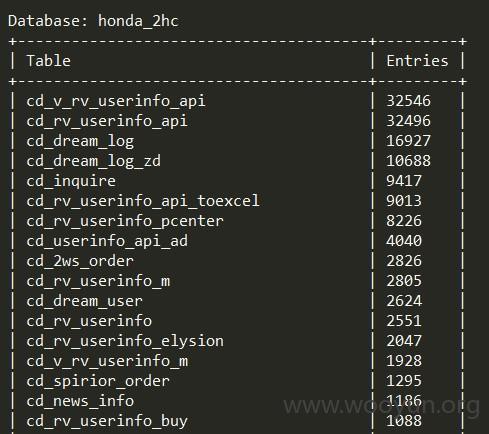 Database: honda_2hc
+---------------------------------------+---------+
| Table | Entries |
+---------------------------------------+---------+
| cd_v_rv_userinfo_api | 32546 |
| cd_rv_userinfo_api | 32496 |
| cd_dream_log | 16927 |
| cd_dream_log_zd | 10688 |
| cd_inquire | 9417 |
| cd_rv_userinfo_api_toexcel | 9013 |
| cd_rv_userinfo_pcenter | 8226 |
| cd_userinfo_api_ad | 4040 |
| cd_2ws_order | 2826 |
| cd_rv_userinfo_m | 2805 |
| cd_dream_user | 2624 |
| cd_rv_userinfo | 2551 |
| cd_rv_userinfo_elysion | 2047 |
| cd_v_rv_userinfo_m | 1928 |
| cd_spirior_order | 1295 |
| cd_news_info | 1186 |
| cd_rv_userinfo_buy | 1088 |
www.wooyun.org